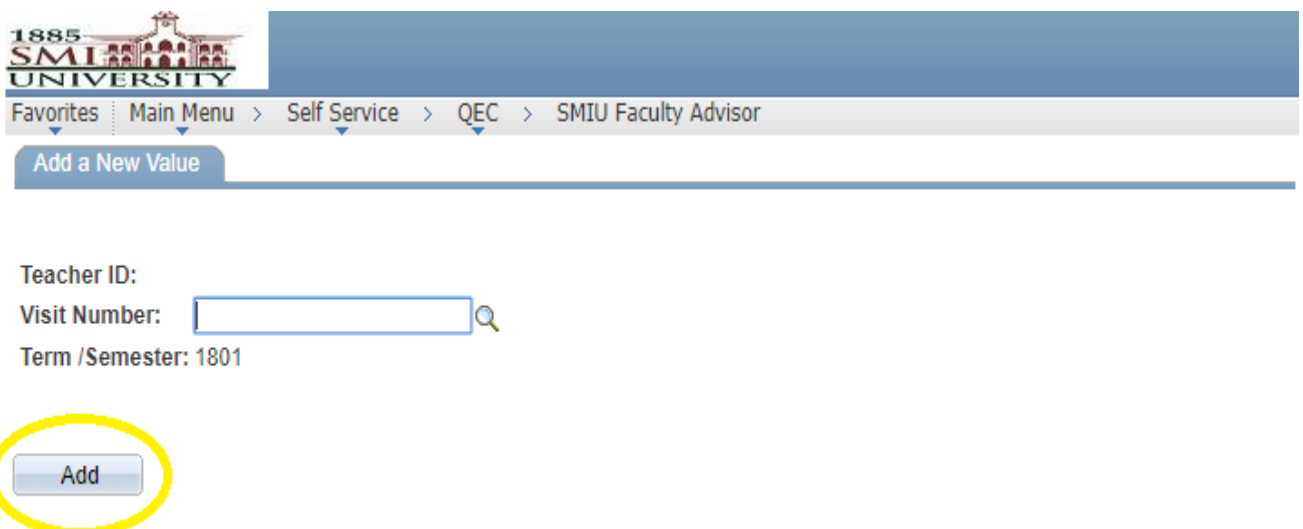 1885
SMI
UNIVERSITY
Favorites Main Menu > Self Service > QEC > SMIU Faculty Advisor
Add a New Value
Teacher ID:
Visit Number:
Term /Semester: 1801
Add